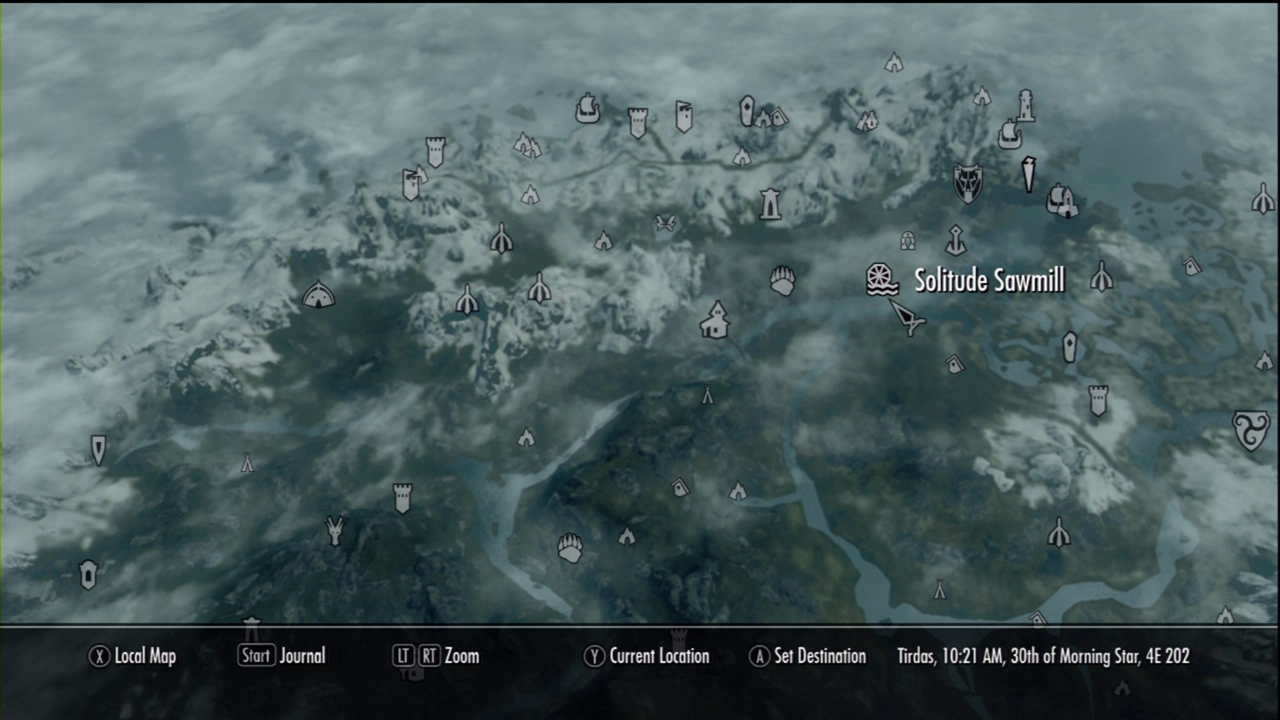 Solitude Sawmill
X Local Map
Start Journal
LT RT Zoom
Y Current Location
A Set Destination
Tirdas, 10:21 AM, 30th of Morning Star, 4E 202